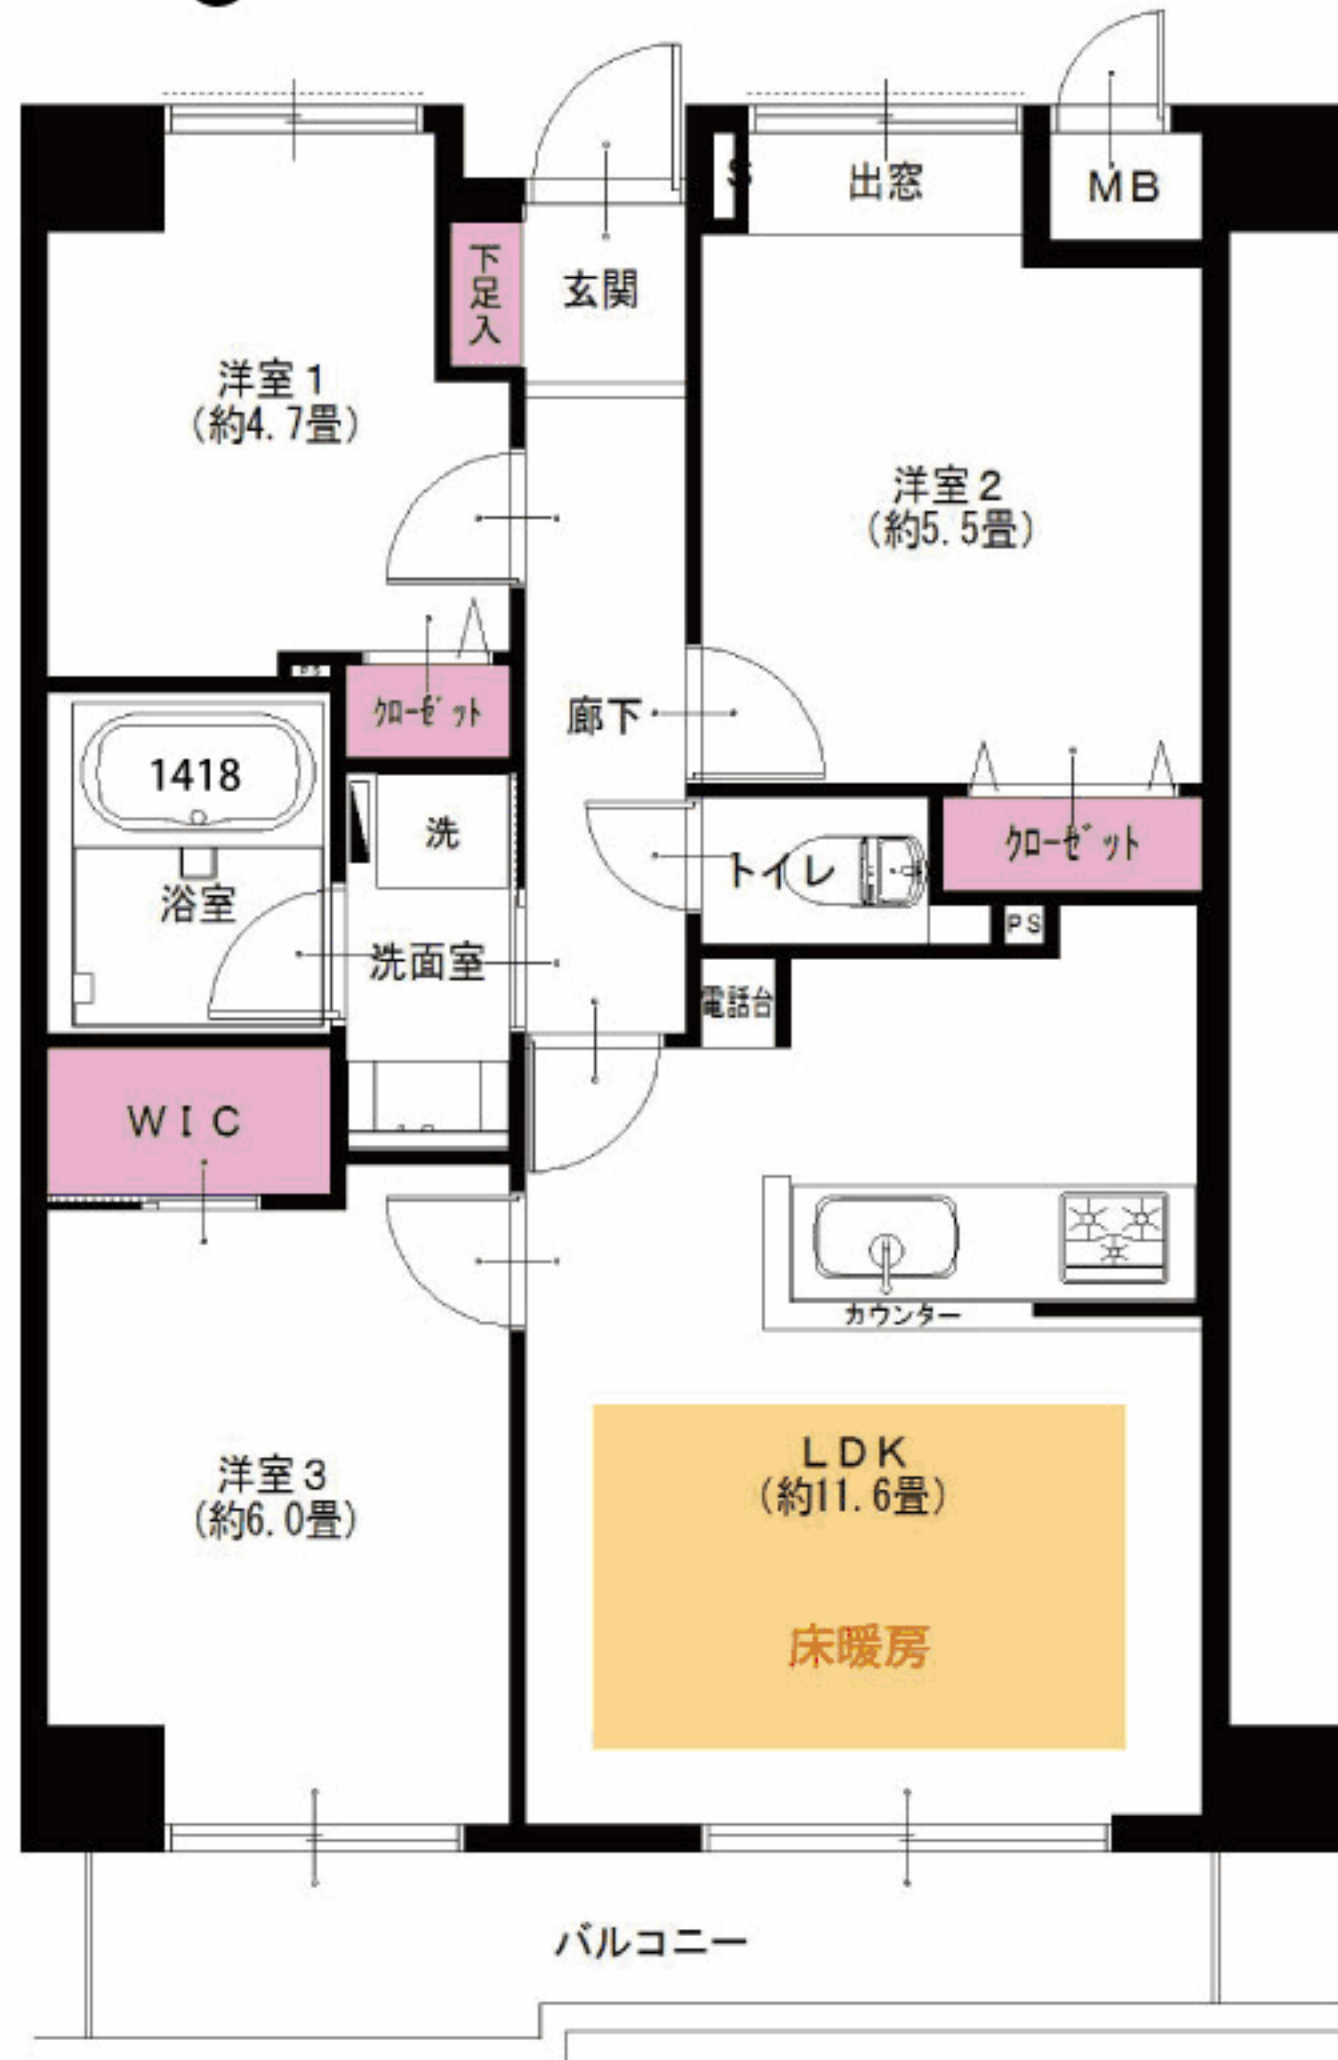 出窓
MB
下足入
玄関
洋室1
(約4.7畳)
洋室2
(約5.5畳)
PS
クローゼット
廊下
1418
洗
トイレ
クローゼット
浴室
PS
洗面室
電話台
WIC
カウンター
LDK
(約11.6畳)
洋室3
(約6.0畳)
床暖房
バルコニー